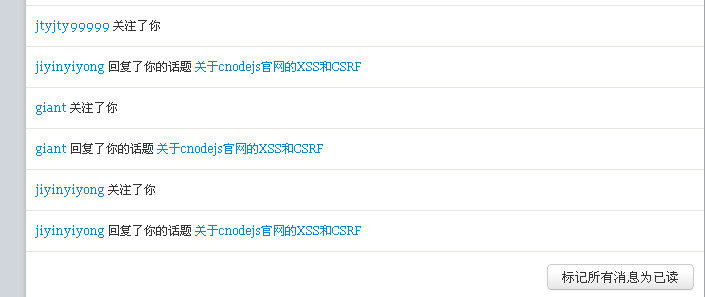 jtyjty99999 关注了你
jiyinyiyong 回复了你的话题 关于cnodejs官网的XSS和CSRF
giant 关注了你
giant 回复了你的话题 关于cnodejs官网的XSS和CSRF
jiyinyiyong 关注了你
jiyinyiyong 回复了你的话题 关于cnodejs官网的XSS和CSRF
标记所有消息为已读